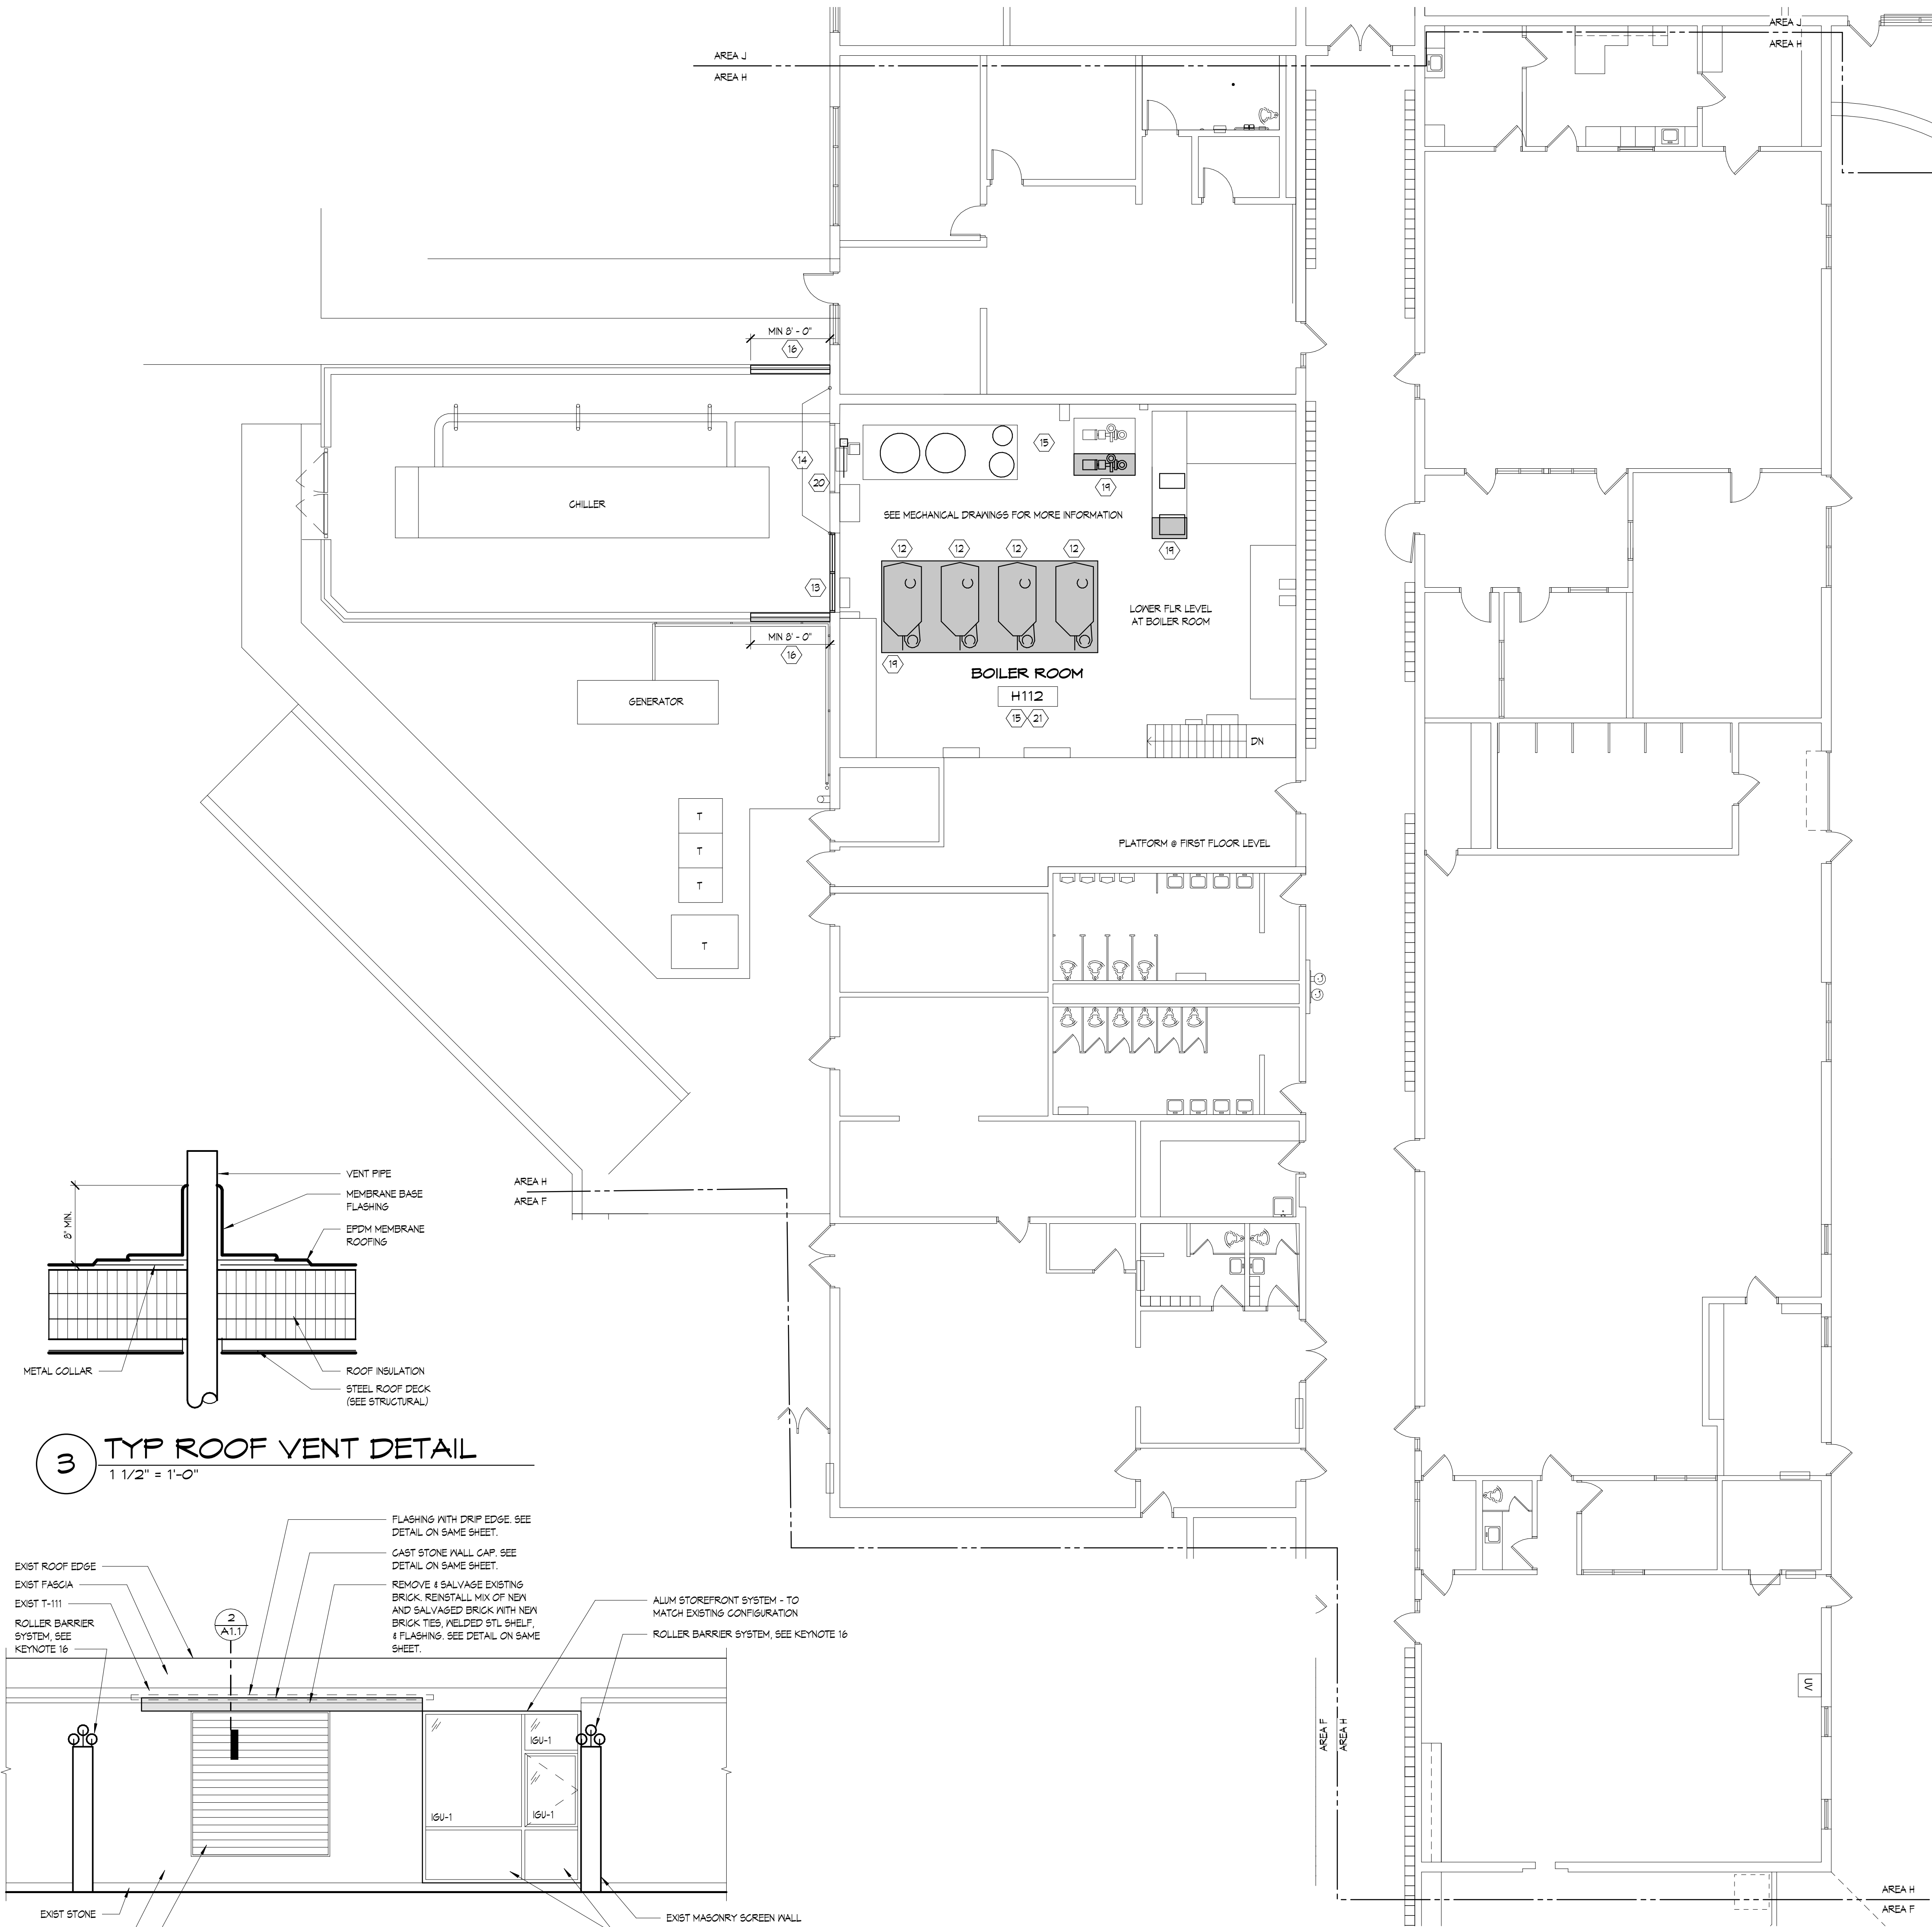 AREA J
AREA H
AREA J
AREA H
MIN 8' - 0"
16
14
20
CHILLER
15
19
SEE MECHANICAL DRAWINGS FOR MORE INFORMATION
12
12
12
12
19
13
LOWER FLR LEVEL
AT BOILER ROOM
MIN 8' - 0"
16
19
BOILER ROOM
H112
15
21
GENERATOR
DN
T
T
T
T
PLATFORM @ FIRST FLOOR LEVEL
AREA H
AREA F
VENT PIPE
MEMBRANE BASE
FLASHING
EPDM MEMBRANE
ROOFING
8" MIN.
METAL COLLAR
ROOF INSULATION
STEEL ROOF DECK
(SEE STRUCTURAL)
3
TYP ROOF VENT DETAIL
1 1/2" = 1'-0"
FLASHING WITH DRIP EDGE. SEE
DETAIL ON SAME SHEET.
CAST STONE WALL CAP. SEE
DETAIL ON SAME SHEET.
REMOVE & SALVAGE EXISTING
BRICK. REINSTALL MIX OF NEW
AND SALVAGED BRICK WITH NEW
BRICK TIES, WELDED STL SHELF,
& FLASHING. SEE DETAIL ON SAME
SHEET.
EXIST ROOF EDGE
EXIST FASCIA
EXIST T-111
ROLLER BARRIER
SYSTEM, SEE
KEYNOTE 16
2
A1.1
ALUM STOREFRONT SYSTEM - TO
MATCH EXISTING CONFIGURATION
ROLLER BARRIER SYSTEM, SEE KEYNOTE 16
IGU-1
IGU-1
IGU-1
EXIST STONE
EXIST MASONRY SCREEN WALL
UV
AREA F
AREA H
AREA H
AREA F